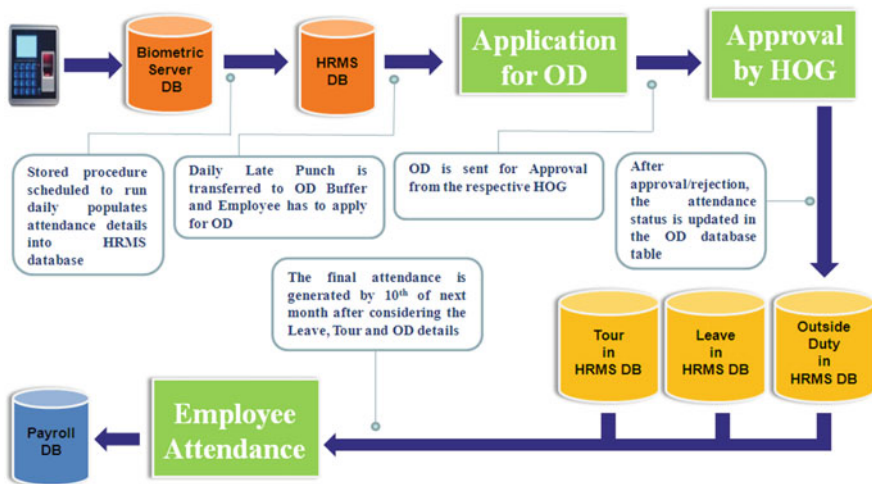 Biometric
Server
DB
HRMS
DB
Application
for OD
Approval
by HOG
Stored procedure
scheduled to run
daily populates
attendance details
into HRMS
database
Daily Late Punch is
transferred to OD Buffer
and Employee has to apply
for OD
OD is sent for Approval
from the respective HOG
After
approval/rejection,
the attendance
status is updated in
the OD database
table
The final attendance is
generated by 10th of next
month after considering the
Leave, Tour and OD details
Tour
in
HRMS DB
Leave
in
HRMS DB
Outside
Duty
in
HRMS DB
Employee
Attendance
Payroll
DB